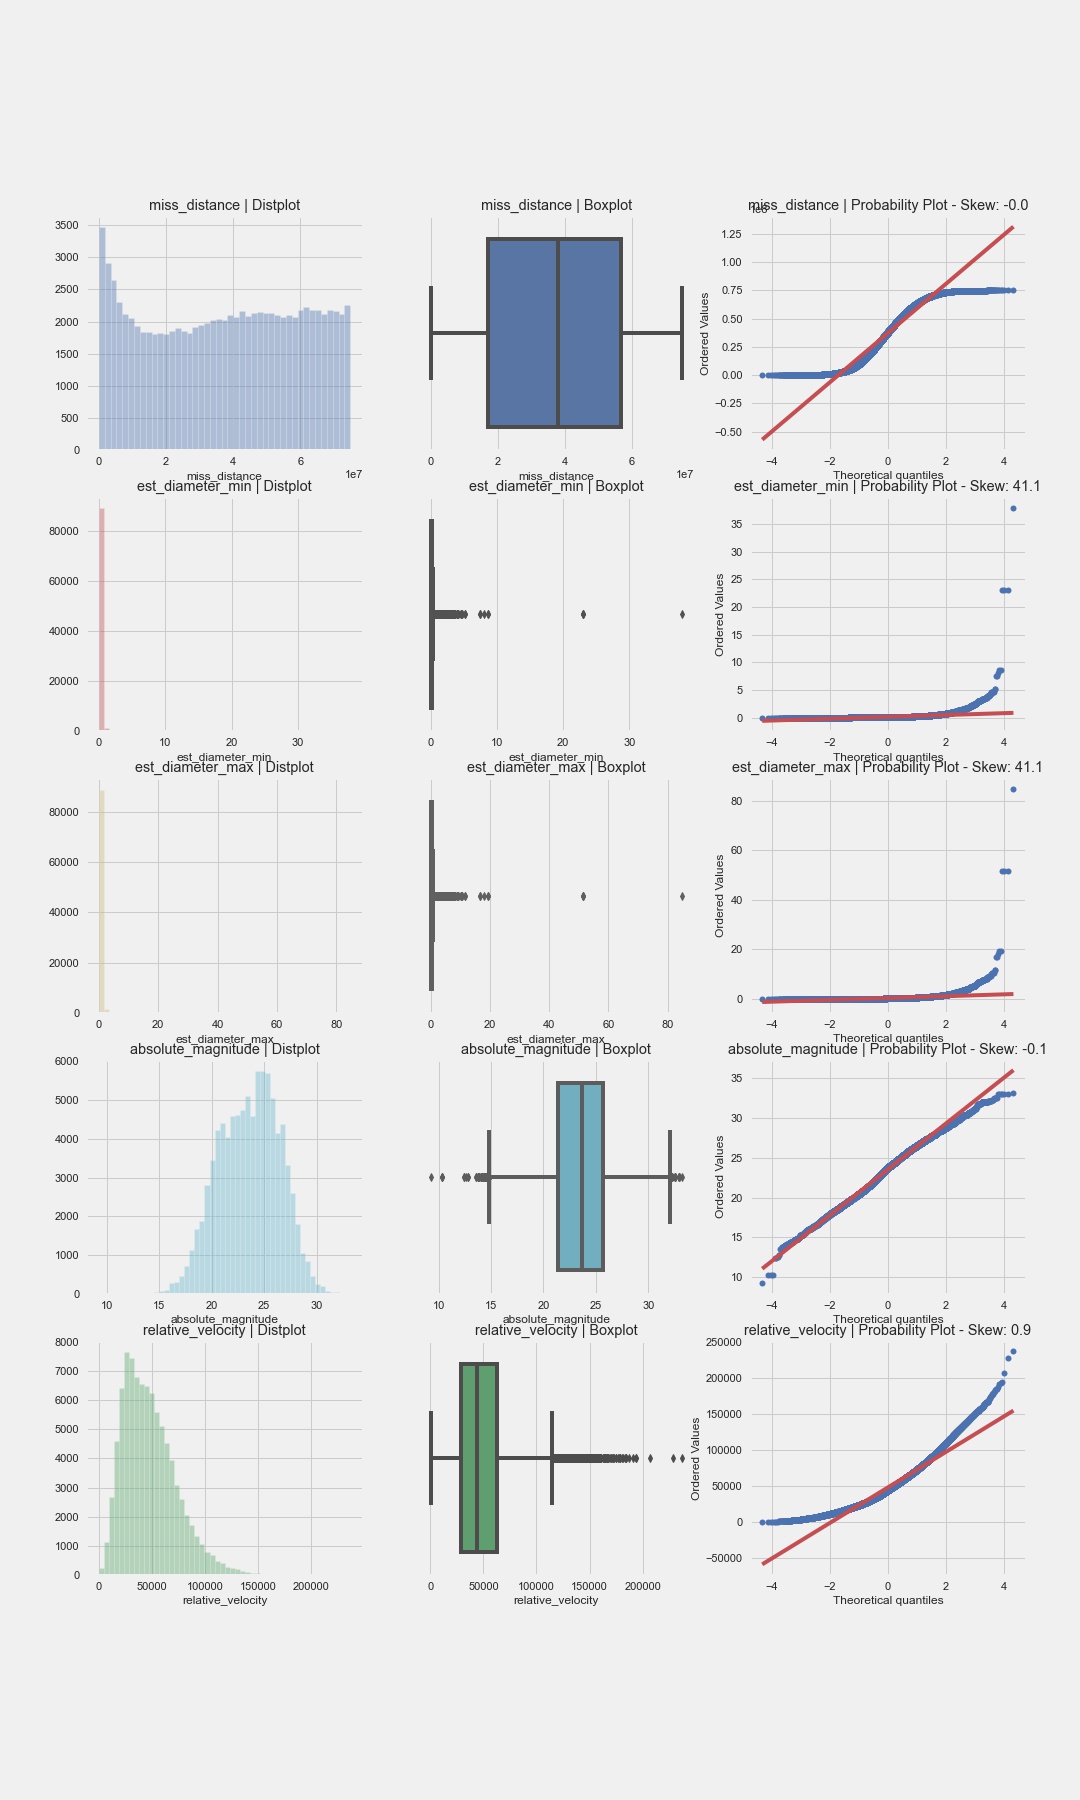 miss_distance | Distplot
3500
3000
2500
2000
1500
1000
500
0
0 2 4 6
1e7
miss_distance
miss_distance | Boxplot
0 2 4 6
1e7
miss_distance
miss_distance | Probability Plot - Skew: -0.0
1.25
1.00
0.75
0.50
0.25
0.00
−0.25
−0.50
Ordered Values
−4 −2 0 2 4
Theoretical quantiles
est_diameter_min | Distplot
80000
60000
40000
20000
0
0 10 20 30
est_diameter_min
est_diameter_min | Boxplot
0 10 20 30
est_diameter_min
est_diameter_min | Probability Plot - Skew: 41.1
35
30
25
20
15
10
5
0
Ordered Values
−4 −2 0 2 4
Theoretical quantiles
est_diameter_max | Distplot
80000
60000
40000
20000
0
0 20 40 60 80
est_diameter_max
est_diameter_max | Boxplot
0 20 40 60 80
est_diameter_max
est_diameter_max | Probability Plot - Skew: 41.1
80
60
40
20
0
Ordered Values
−4 −2 0 2 4
Theoretical quantiles
absolute_magnitude | Distplot
6000
5000
4000
3000
2000
1000
0
10 15 20 25 30
absolute_magnitude
absolute_magnitude | Boxplot
10 15 20 25 30
absolute_magnitude
absolute_magnitude | Probability Plot - Skew: -0.1
35
30
25
20
15
10
Ordered Values
−4 −2 0 2 4
Theoretical quantiles
relative_velocity | Distplot
8000
7000
6000
5000
4000
3000
2000
1000
0
0 50000 100000 150000 200000
relative_velocity
relative_velocity | Boxplot
0 50000 100000 150000 200000
relative_velocity
relative_velocity | Probability Plot - Skew: 0.9
250000
200000
150000
100000
50000
0
−50000
Ordered Values
−4 −2 0 2 4
Theoretical quantiles